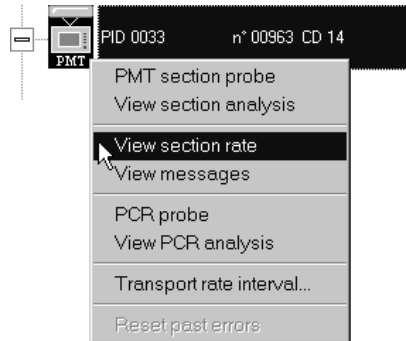 PID 0033 n° 00963 CD 14
PMT
PMT section probe
View section analysis
View section rate
View messages
PCR probe
View PCR analysis
Transport rate interval...
Reset past errors